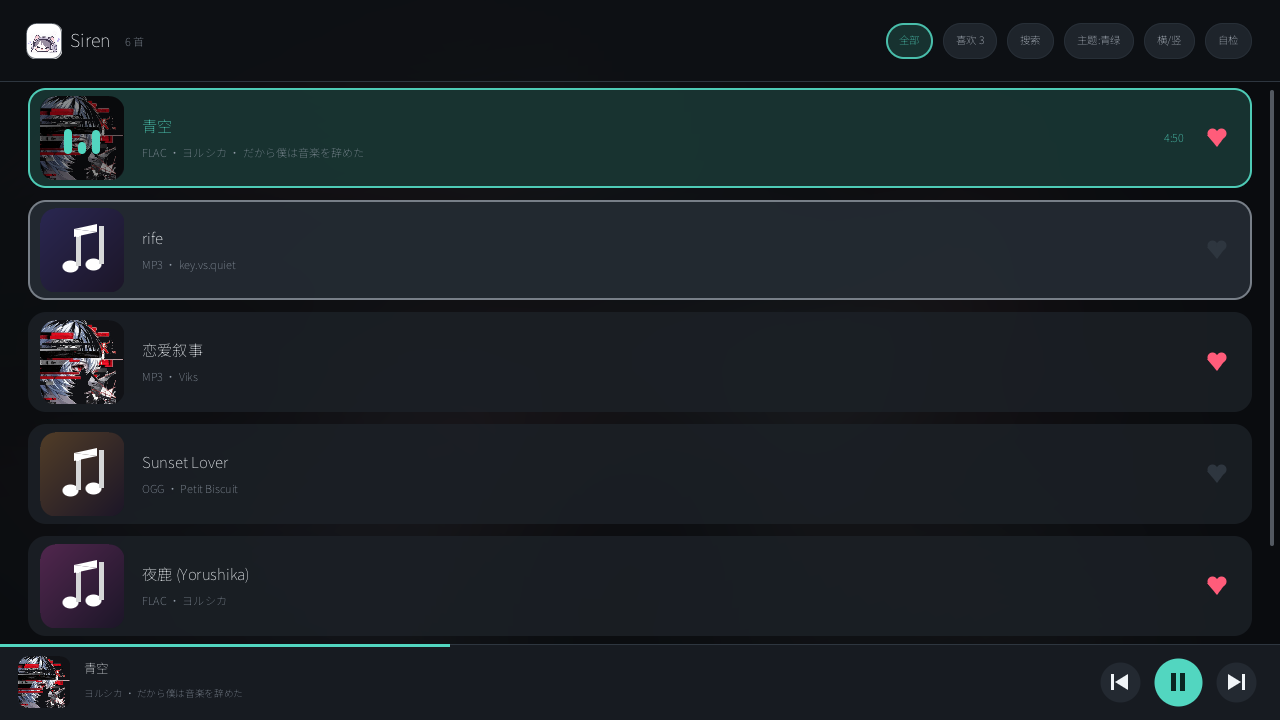 Siren 6 首
全部 喜欢 3 搜索 主题:青绿 横/竖 自检
青空
FLAC • ヨルシカ • だから僕は音楽を辞めた
4:50
rife
MP3 • key.vs.quiet
恋爱叙事
MP3 • Viks
Sunset Lover
OGG • Petit Biscuit
夜鹿 (Yorushika)
FLAC • ヨルシカ
青空
ヨルシカ • だから僕は音楽を辞めた